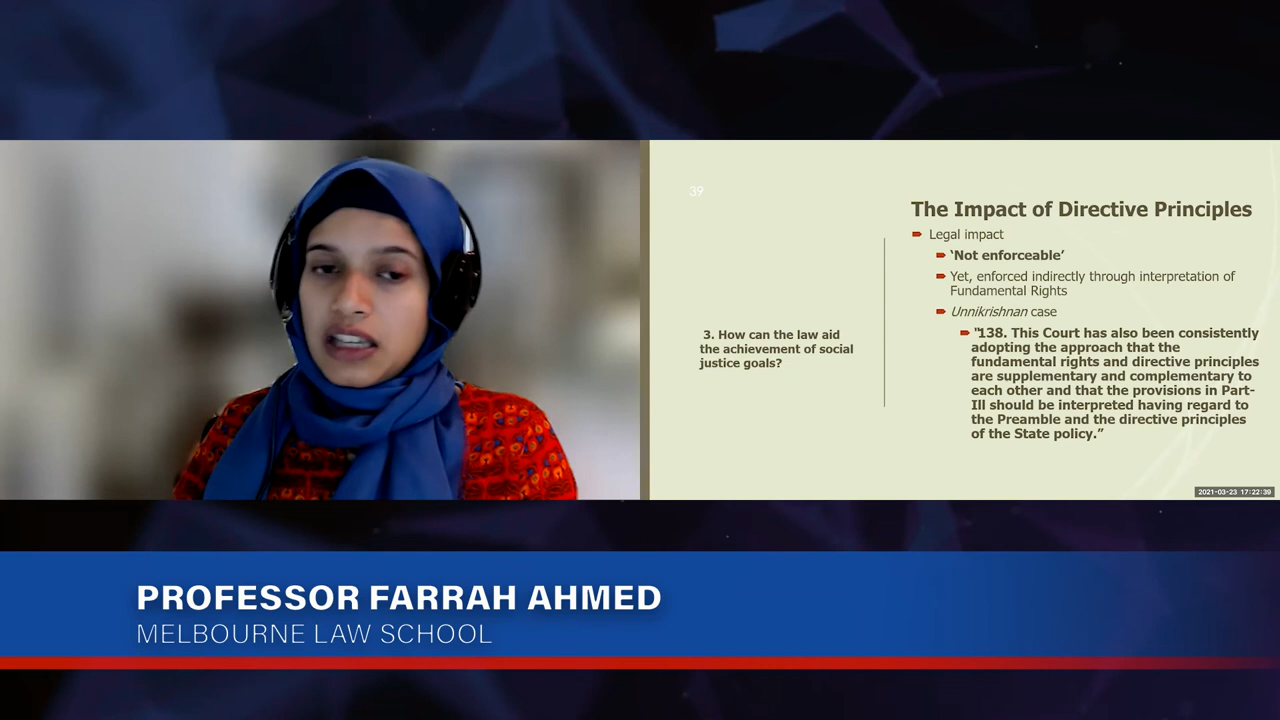 39
The Impact of Directive Principles
Legal impact
‘Not enforceable’
Yet, enforced indirectly through interpretation of
Fundamental Rights
Unnikrishnan case
“138. This Court has also been consistently
adopting the approach that the
fundamental rights and directive principles
are supplementary and complementary to
each other and that the provisions in Part-
III should be interpreted having regard to
the Preamble and the directive principles
of the State policy.”
3. How can the law aid
the achievement of social
justice goals?
2021-03-23 17:22:39
PROFESSOR FARRAH AHMED
MELBOURNE LAW SCHOOL